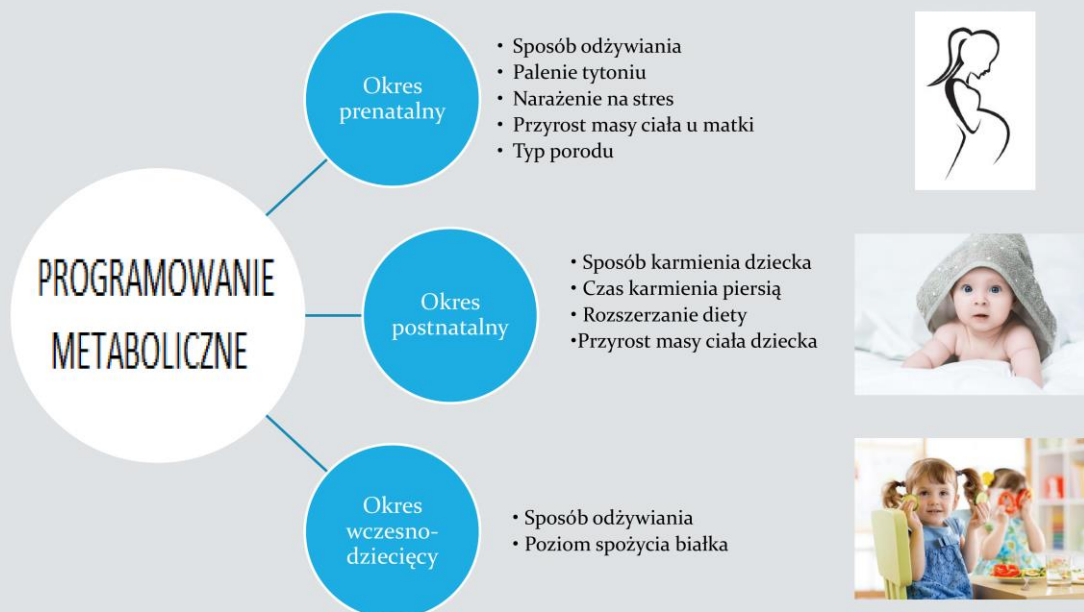 PROGRAMOWANIE
METABOLICZNE
Okres
prenatalny
• Sposób odżywiania
• Palenie tytoniu
• Narażenie na stres
• Przyrost masy ciała u matki
• Typ porodu
Okres
postnatalny
• Sposób karmienia dziecka
• Czas karmienia piersią
• Rozszerzanie diety
•Przyrost masy ciała dziecka
Okres
wczesno-
dziecięcy
• Sposób odżywiania
• Poziom spożycia białka